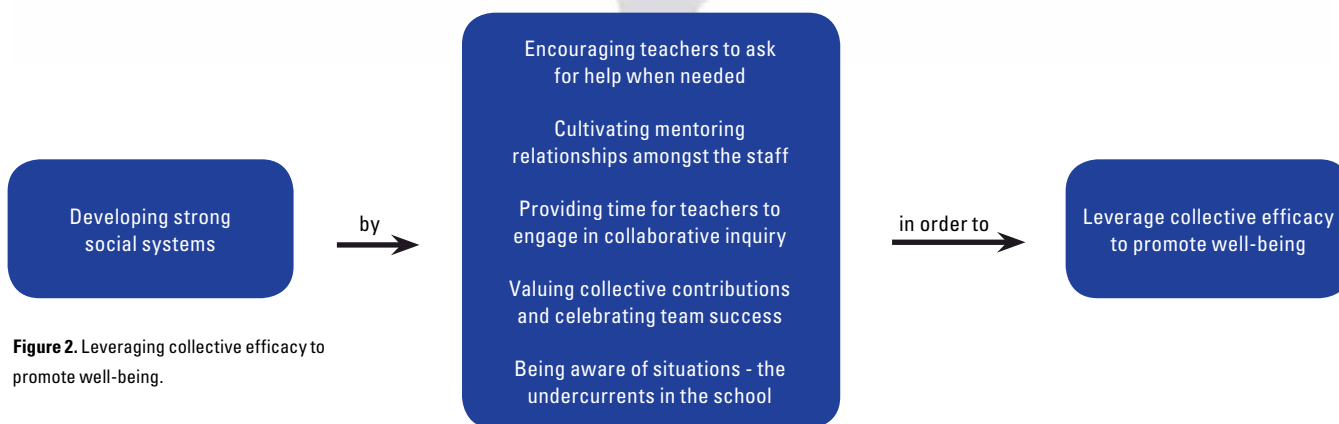 Developing strong
social systems
by
Encouraging teachers to ask
for help when needed
Cultivating mentoring
relationships amongst the staff
Providing time for teachers to
engage in collaborative inquiry
Valuing collective contributions
and celebrating team success
Being aware of situations - the
undercurrents in the school
in order to
Leverage collective efficacy
to promote well-being
Figure 2. Leveraging collective efficacy to
promote well-being.